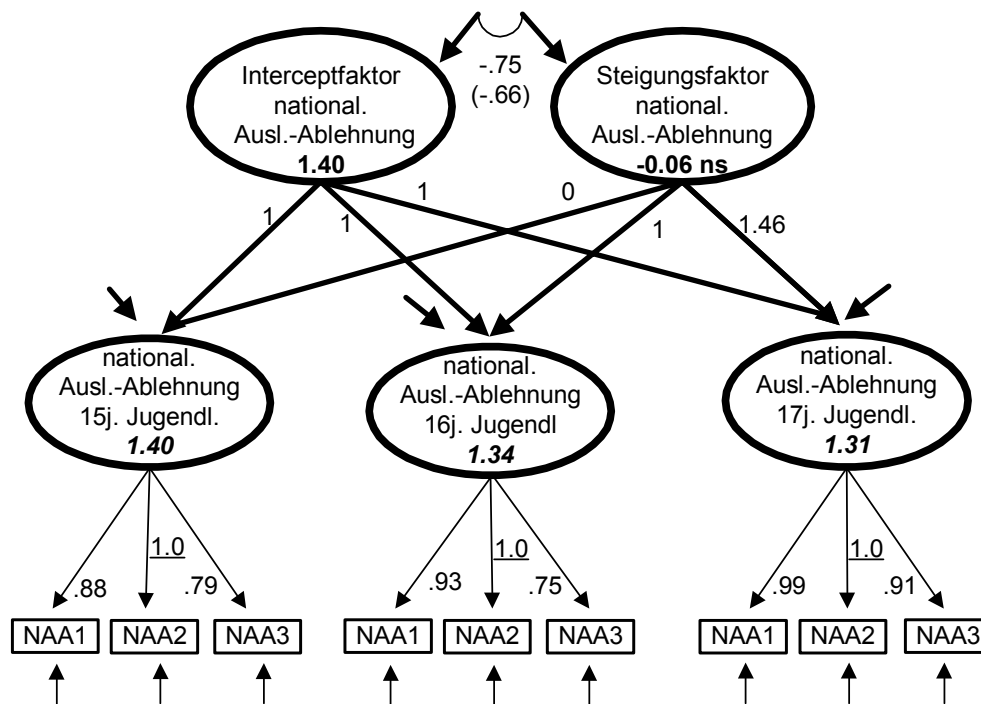 Interceptfaktor
national.
Ausl.-Ablehnung
1.40
-.75
(-.66)
Steigungsfaktor
national.
Ausl.-Ablehnung
-0.06 ns
1
1
1
0
1
1.46
national.
Ausl.-Ablehnung
15j. Jugendl.
1.40
national.
Ausl.-Ablehnung
16j. Jugendl
1.34
national.
Ausl.-Ablehnung
17j. Jugendl.
1.31
.88
1.0
.79
.93
1.0
.75
.99
1.0
.91
NAA1
NAA2
NAA3
NAA1
NAA2
NAA3
NAA1
NAA2
NAA3